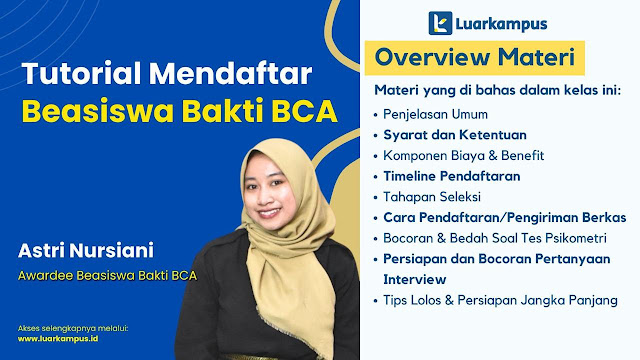 Tutorial Mendaftar
Beasiswa Bakti BCA
Astri Nursiani
Awardee Beasiswa Bakti BCA
Akses selengkapnya melalui:
www.luarkampus.id
Luarkampus
Overview Materi
Materi yang di bahas dalam kelas ini:
• Penjelasan Umum
• Syarat dan Ketentuan
• Komponen Biaya & Benefit
• Timeline Pendaftaran
• Tahapan Seleksi
• Cara Pendaftaran/Pengiriman Berkas
• Bocoran & Bedah Soal Tes Psikometri
• Persiapan dan Bocoran Pertanyaan
Interview
• Tips Lolos & Persiapan Jangka Panjang